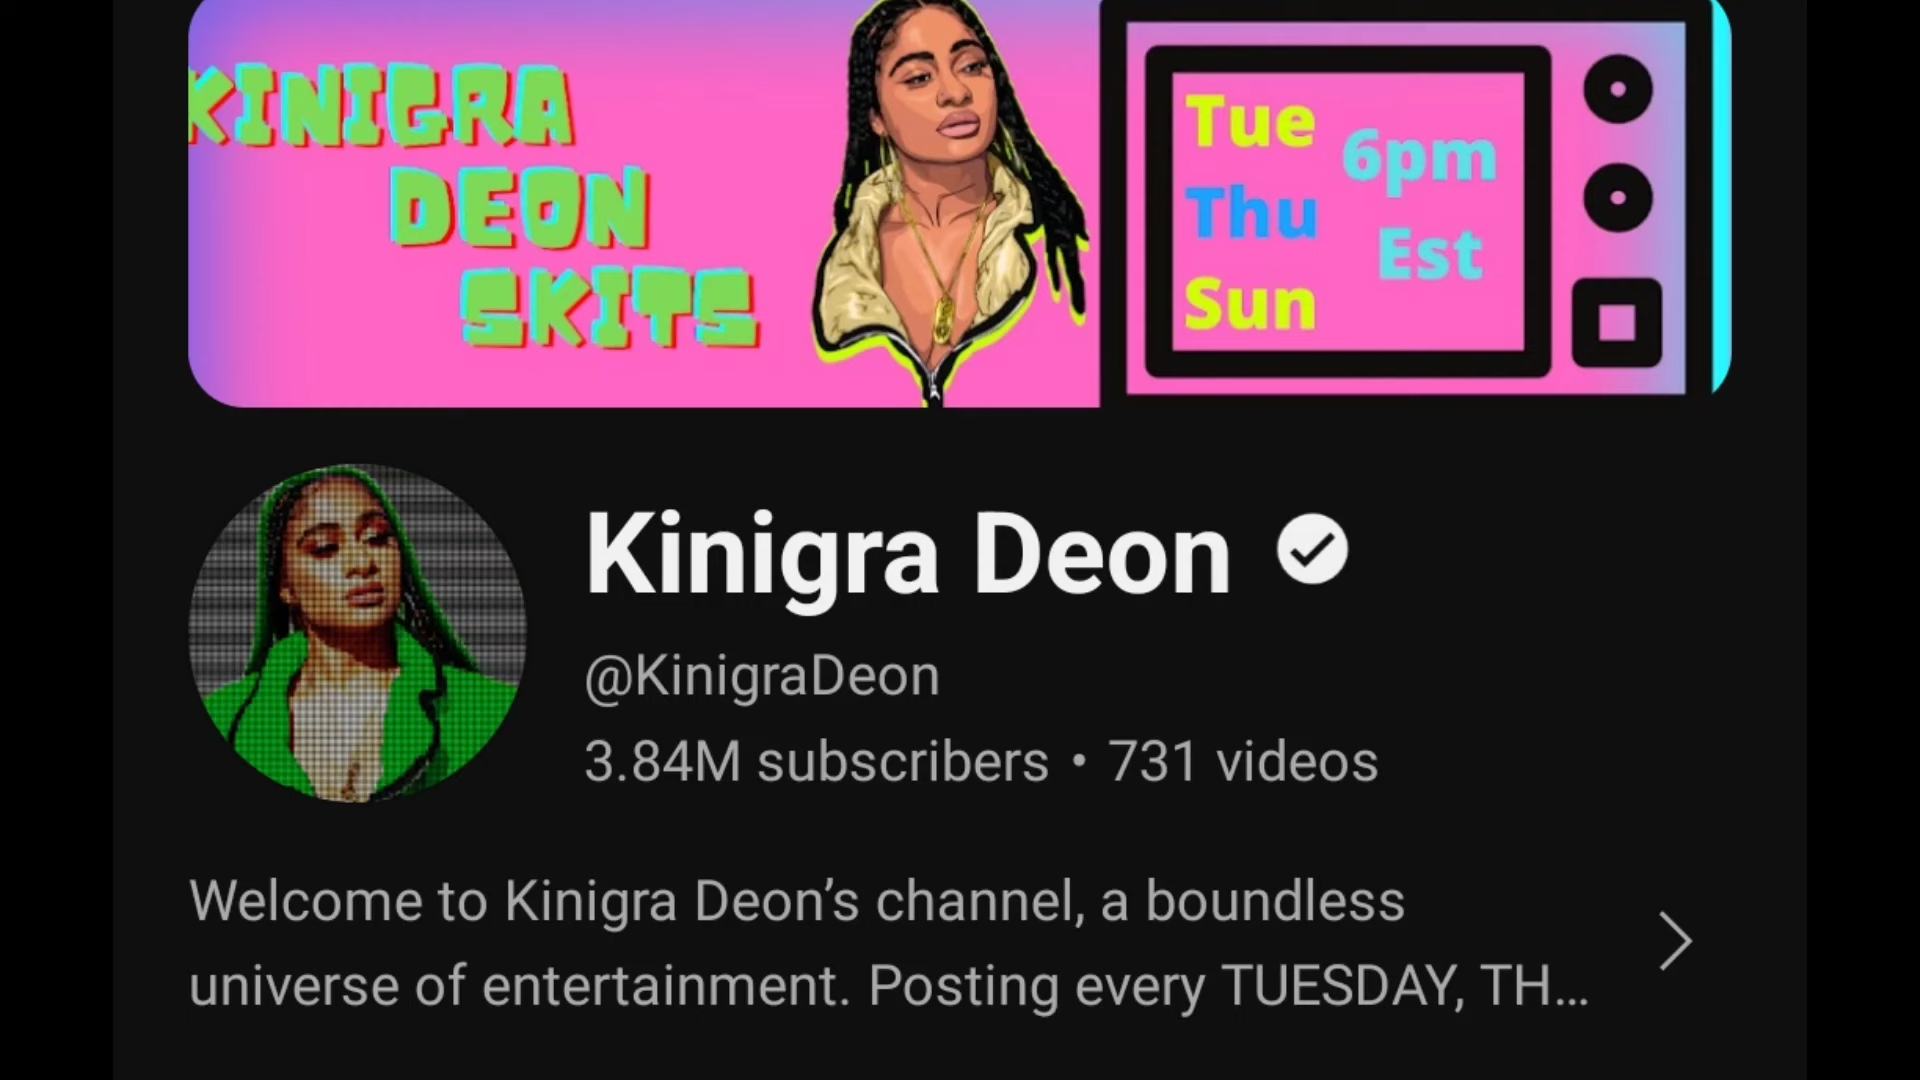 KINIGRA
DEON
SKITS
Tue
Thu
Sun
6pm
Est
Kinigra Deon
@KinigraDeon
3.84M subscribers • 731 videos
Welcome to Kinigra Deon’s channel, a boundless
universe of entertainment. Posting every TUESDAY, TH...